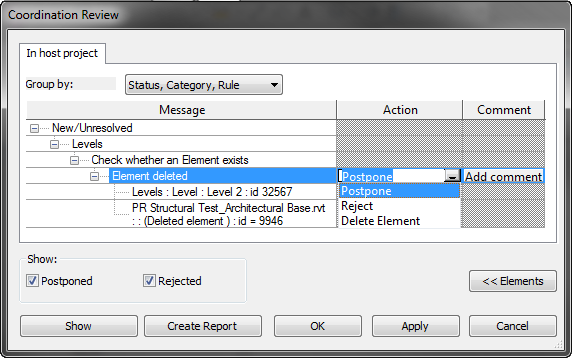 Coordination Review
In host project
Group by: Status, Category, Rule
Message Action Comment
New/Unresolved
Levels
Check whether an Element exists
Element deleted Postpone Add comment
Levels : Level : Level 2 : id 32567 Postpone
PR Structural Test_Architectural Base.rvt Reject
: : (Deleted element ) : id = 9946 Delete Element
Show:
Postponed Rejected << Elements
Show Create Report OK Apply Cancel